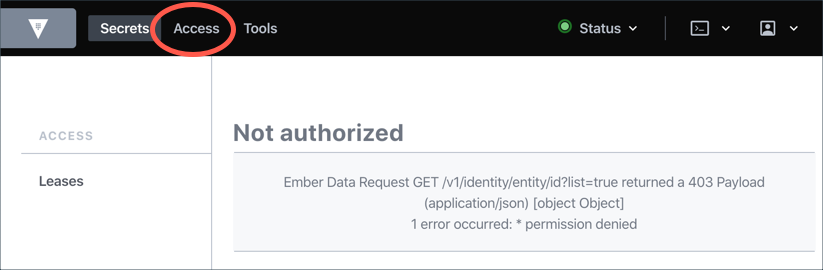 Secrets Access Tools Status
ACCESS
Leases
Not authorized
Ember Data Request GET /v1/identity/entity/id?list=true returned a 403 Payload
(application/json) [object Object]
1 error occurred: * permission denied